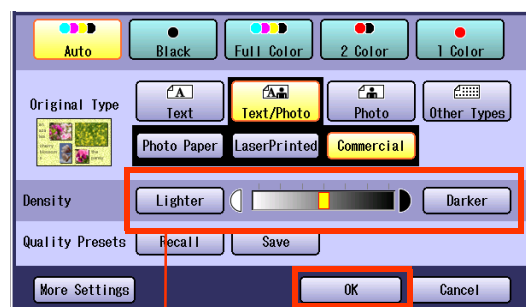 Auto Black Full Color 2 Color 1 Color
Original Type Text Text/Photo Photo Other Types
Photo Paper LaserPrinted Commercial
Density Lighter Darker
Quality Presets Recall Save
More Settings OK Cancel